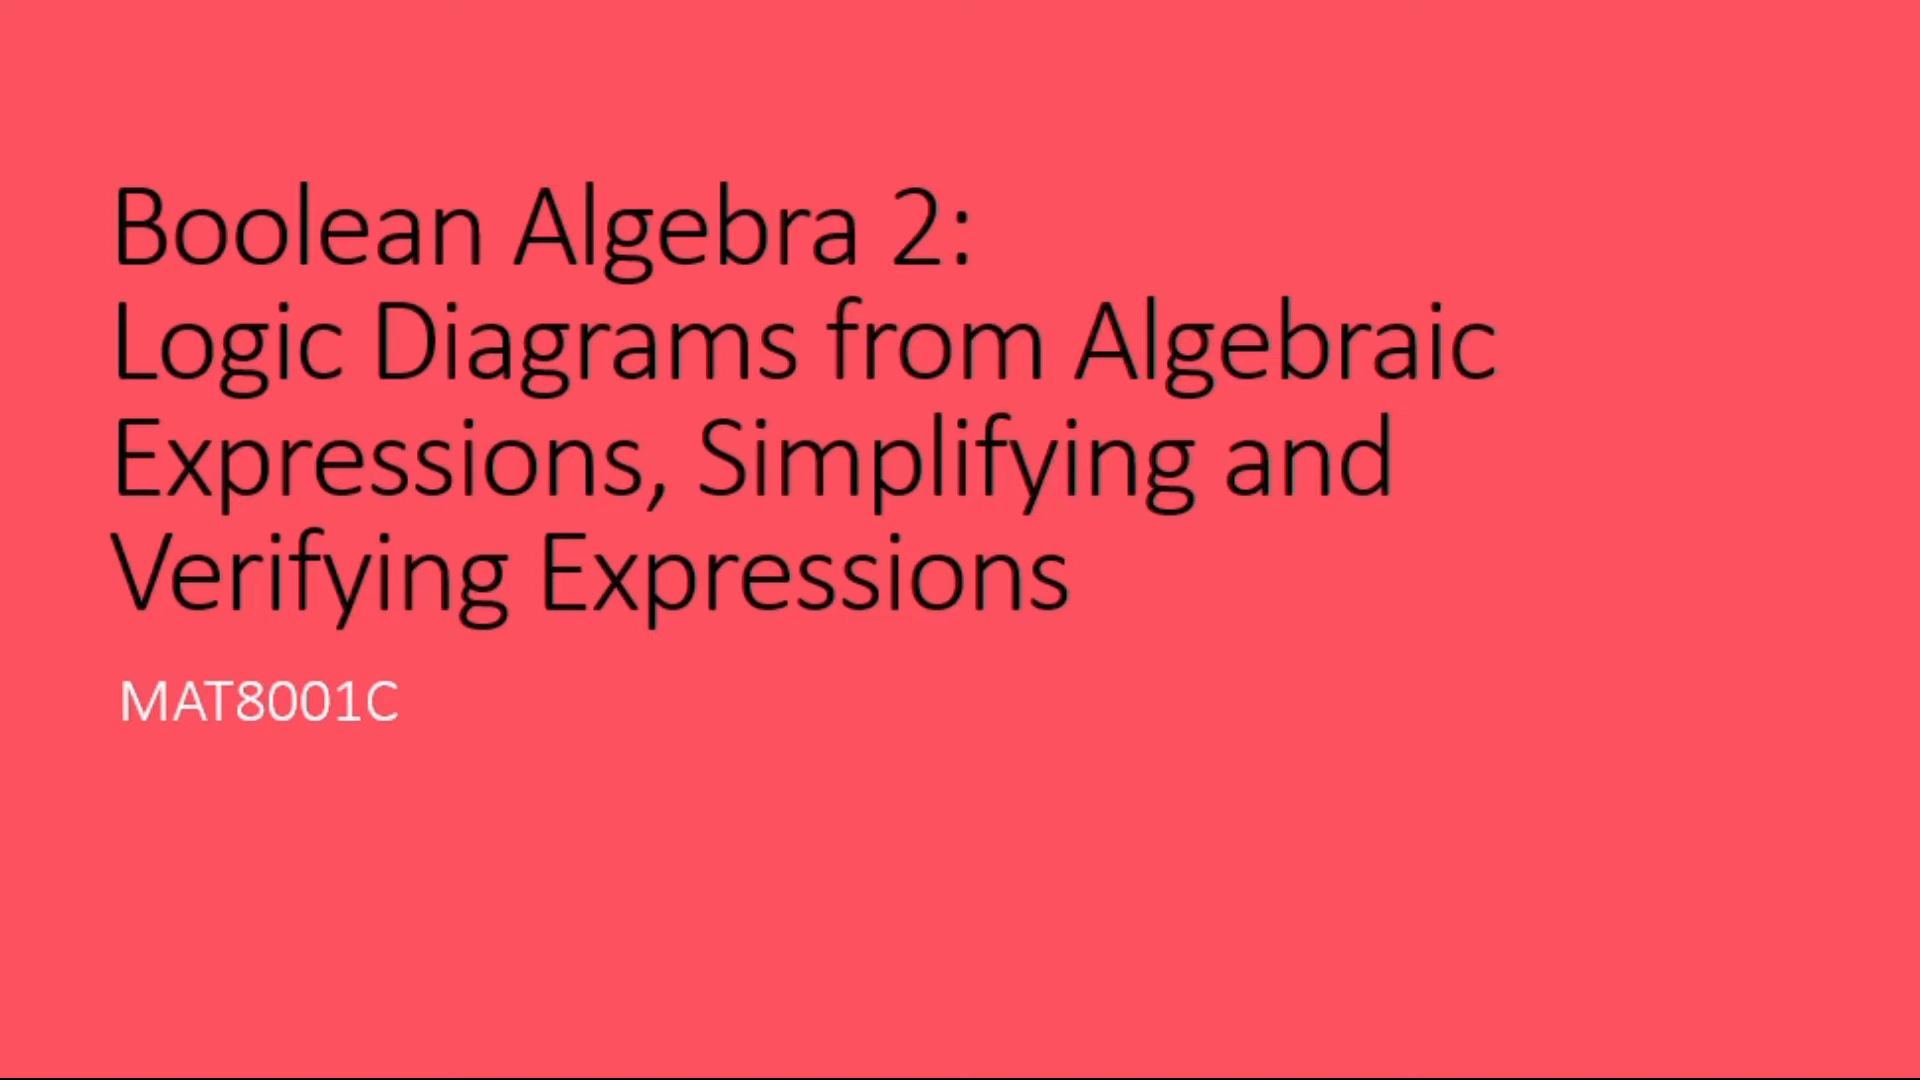 Boolean Algebra 2:
Logic Diagrams from Algebraic
Expressions, Simplifying and
Verifying Expressions
MAT8001C